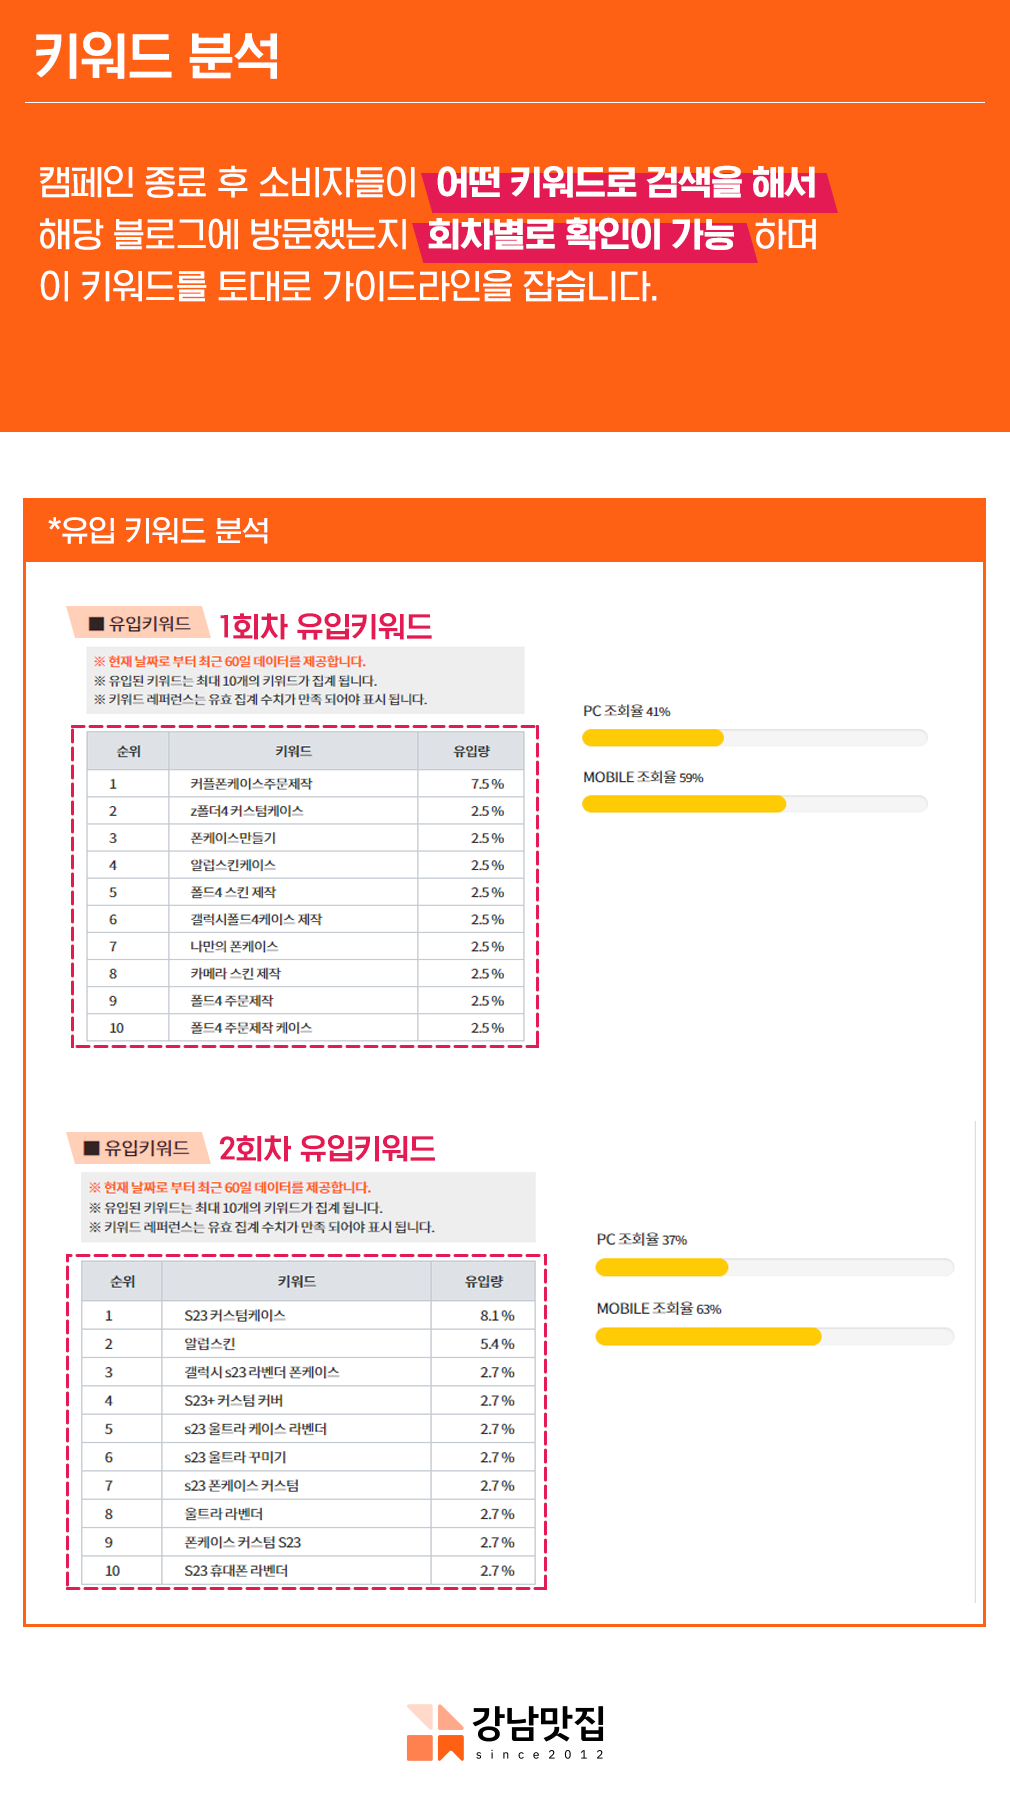 키워드 분석
캠페인 종료 후 소비자들이 어떤 키워드로 검색을 해서
해당 블로그에 방문했는지 회차별로 확인이 가능 하며
이 키워드를 토대로 가이드라인을 잡습니다.
*유입 키워드 분석
■ 유입키워드 1회차 유입키워드
※ 현재 날짜로 부터 최근 60일 데이터를 제공합니다.
※ 유입된 키워드는 최대 10개의 키워드가 집계 됩니다.
※ 키워드 레퍼런스는 유효 집계 수치가 만족 되어야 표시 됩니다.
순위 키워드 유입량
1 커플폰케이스주문제작 7.5 %
2 z폴더4 커스텀케이스 2.5 %
3 폰케이스만들기 2.5 %
4 알럽스킨케이스 2.5 %
5 폴드4 스킨 제작 2.5 %
6 갤럭시폴드4케이스 제작 2.5 %
7 나만의 폰케이스 2.5 %
8 카메라 스킨 제작 2.5 %
9 폴드4 주문제작 2.5 %
10 폴드4 주문제작 케이스 2.5 %
PC 조회율 41%
MOBILE 조회율 59%
■ 유입키워드 2회차 유입키워드
※ 현재 날짜로 부터 최근 60일 데이터를 제공합니다.
※ 유입된 키워드는 최대 10개의 키워드가 집계 됩니다.
※ 키워드 레퍼런스는 유효 집계 수치가 만족 되어야 표시 됩니다.
순위 키워드 유입량
1 S23 커스텀케이스 8.1 %
2 알럽스킨 5.4 %
3 갤럭시 s23 라벤더 폰케이스 2.7 %
4 S23+ 커스텀 커버 2.7 %
5 s23 울트라 케이스 라벤더 2.7 %
6 s23 울트라 꾸미기 2.7 %
7 s23 폰케이스 커스텀 2.7 %
8 울트라 라벤더 2.7 %
9 폰케이스 커스텀 S23 2.7 %
10 S23 휴대폰 라벤더 2.7 %
PC 조회율 37%
MOBILE 조회율 63%
강남맛집
since2012